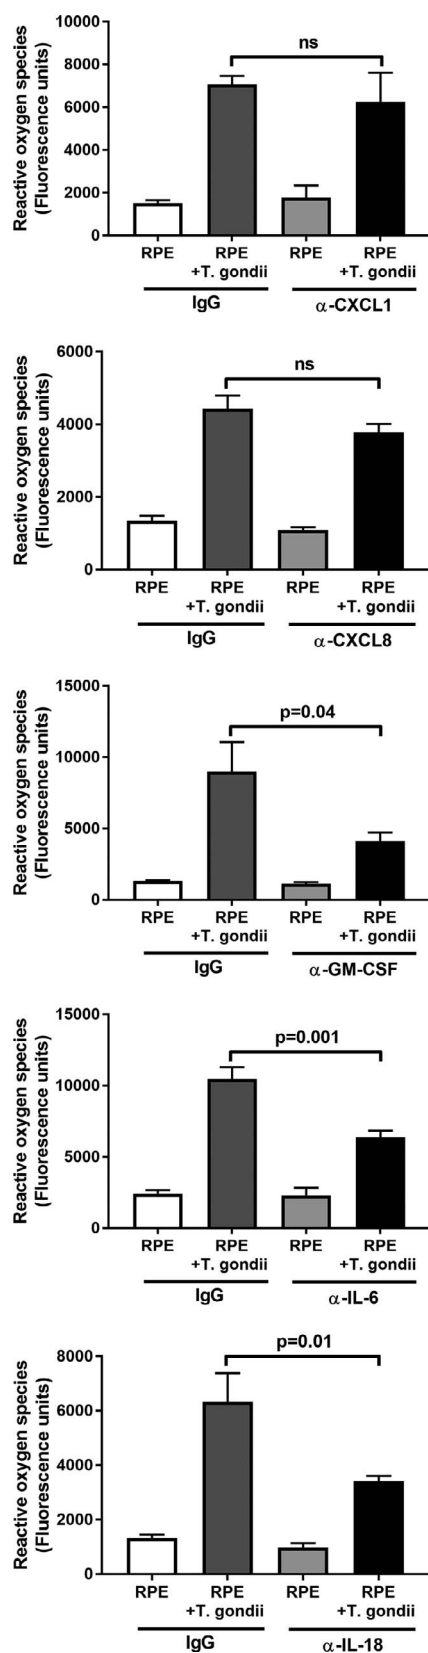 Reactive oxygen species
(Fluorescence units)
10000
8000
6000
4000
2000
0
ns
RPE RPE RPE RPE
+T. gondii +T. gondii
IgG α-CXCL1
Reactive oxygen species
(Fluorescence units)
6000
4000
2000
0
ns
RPE RPE RPE RPE
+T. gondii +T. gondii
IgG α-CXCL8
Reactive oxygen species
(Fluorescence units)
15000
10000
5000
0
p=0.04
RPE RPE RPE RPE
+T. gondii +T. gondii
IgG α-GM-CSF
Reactive oxygen species
(Fluorescence units)
15000
10000
5000
0
p=0.001
RPE RPE RPE RPE
+T. gondii +T. gondii
IgG α-IL-6
Reactive oxygen species
(Fluorescence units)
8000
6000
4000
2000
0
p=0.01
RPE RPE RPE RPE
+T. gondii +T. gondii
IgG α-IL-18